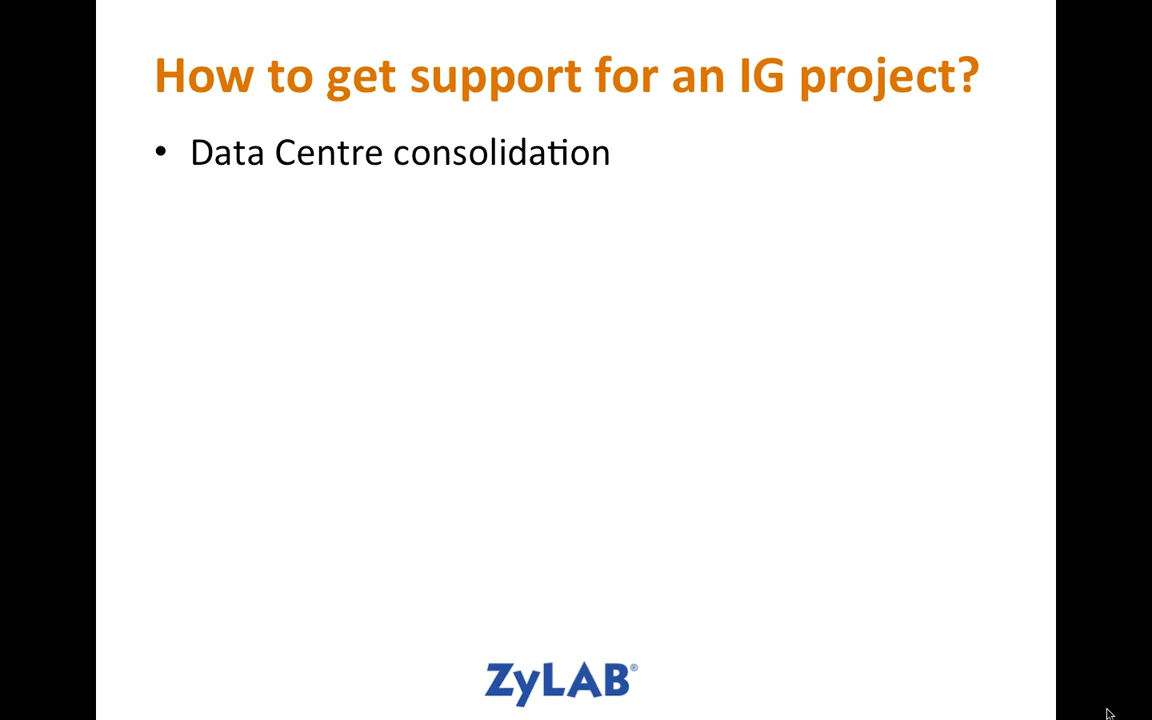 How to get support for an IG project?
• Data Centre consolidation
ZyLAB®